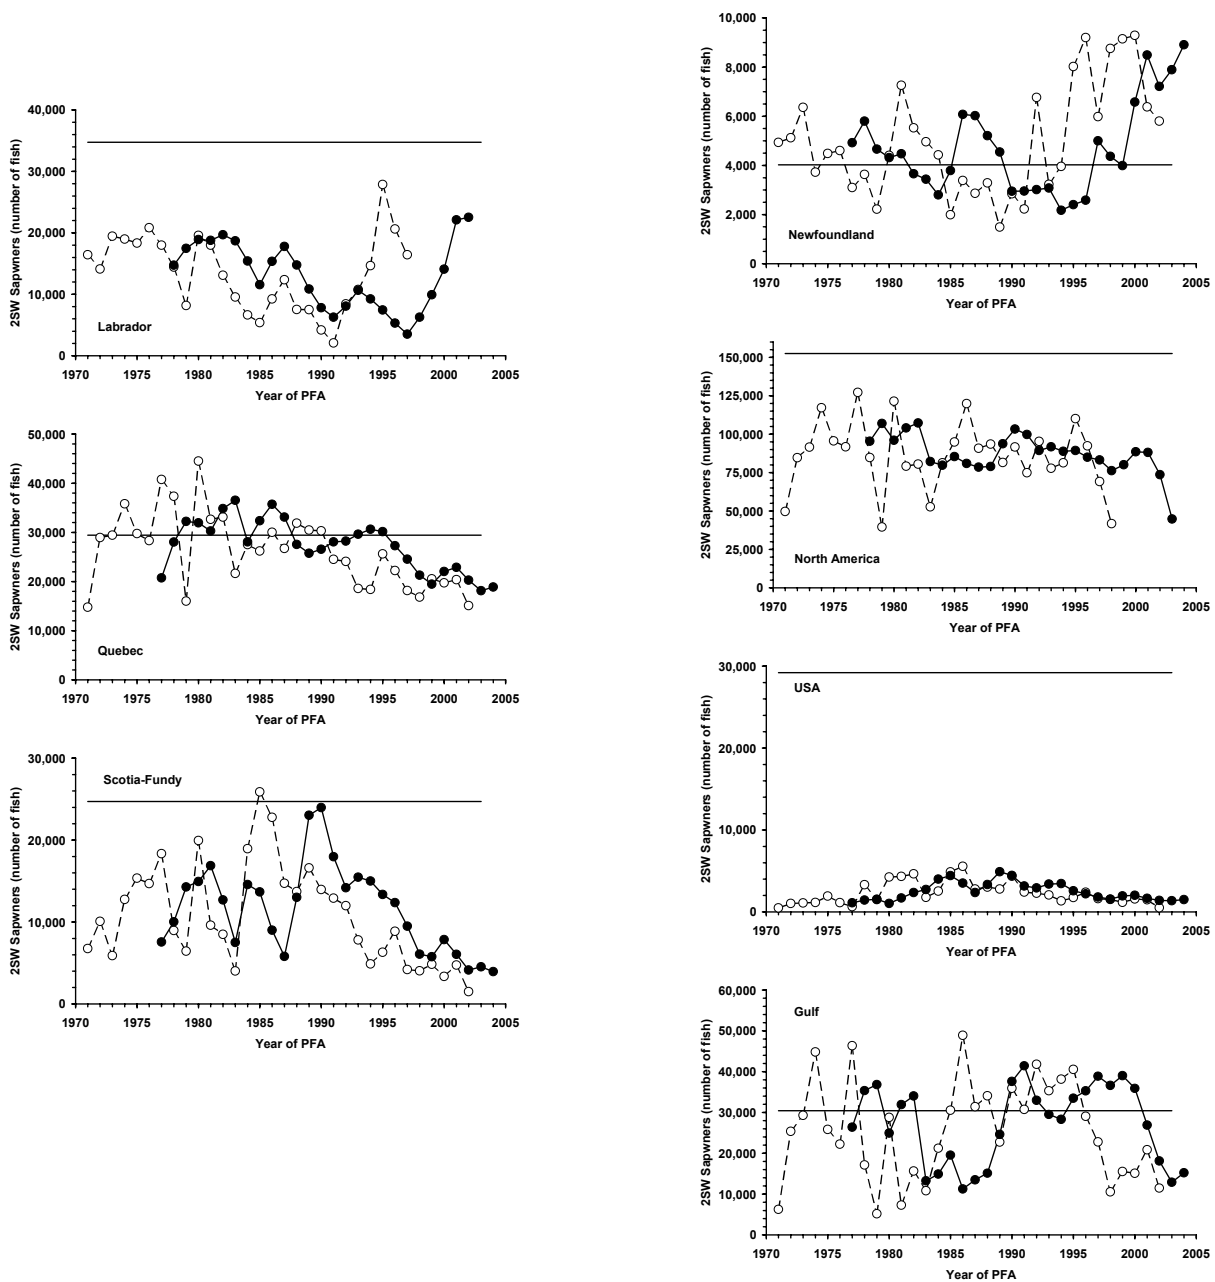 2SW Sapwners (number of fish)
40,000
30,000
20,000
10,000
0
Labrador
1970 1975 1980 1985 1990 1995 2000 2005
Year of PFA
2SW Sapwners (number of fish)
50,000
40,000
30,000
20,000
10,000
0
Quebec
1970 1975 1980 1985 1990 1995 2000 2005
Year of PFA
2SW Sapwners (number of fish)
30,000
Scotia-Fundy
20,000
10,000
0
1970 1975 1980 1985 1990 1995 2000 2005
Year of PFA
2SW Sapwners (number of fish)
10,000
8,000
6,000
4,000
2,000
Newfoundland
0
1970 1975 1980 1985 1990 1995 2000 2005
Year of PFA
2SW Sapwners (number of fish)
150,000
125,000
100,000
75,000
50,000
25,000
North America
0
1970 1975 1980 1985 1990 1995 2000 2005
Year of PFA
2SW Sapwners (number of fish)
30,000
USA
20,000
10,000
0
1970 1975 1980 1985 1990 1995 2000 2005
Year of PFA
2SW Sapwners (number of fish)
60,000
Gulf
50,000
40,000
30,000
20,000
10,000
0
1970 1975 1980 1985 1990 1995 2000 2005
Year of PFA